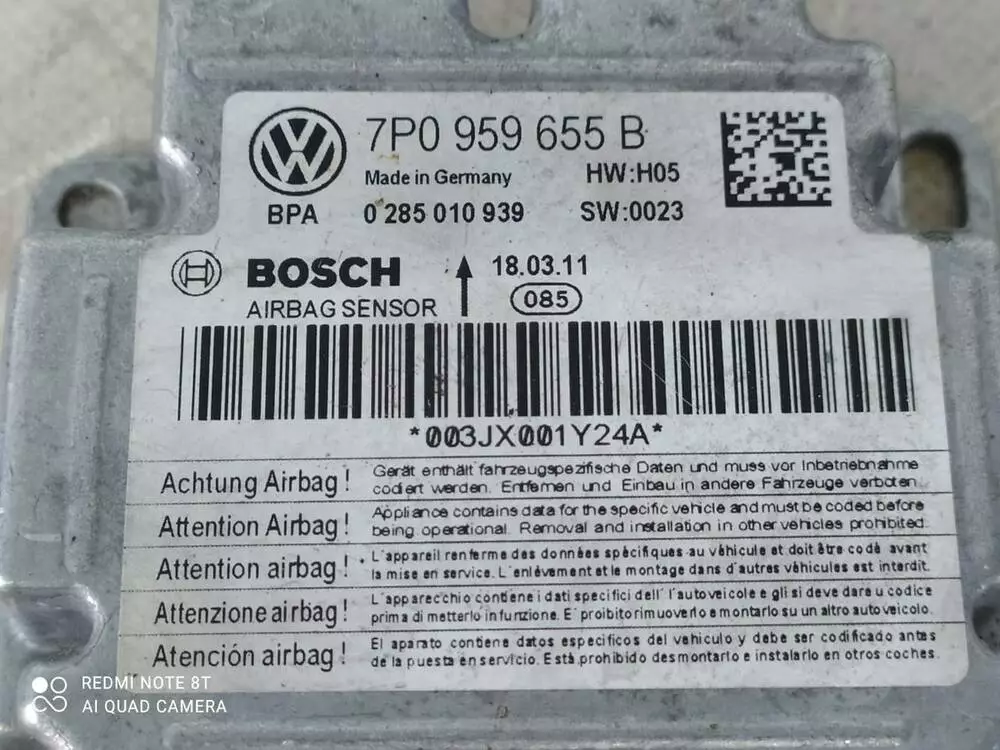 7P0 959 655 B
Made in Germany HW:H05
BPA 0 285 010 939 SW:0023
BOSCH 18.03.11
AIRBAG SENSOR 085
*003JX001Y24A*
Achtung Airbag! Gerät enthält fahrzeugspezifische Daten und muss vor Inbetriebnahme
codiert werden. Entfernen und Einbau in andere Fahrzeuge verboten.
Attention Airbag! Appliance contains data for the specific vehicle and must be coded before
being operational. Removal and installation in other vehicles prohibited.
Attention airbag! L'appareil renferme des données spécifiques au véhicule et doit être codé avant
la mise en service. L'enlèvement et le montage dans d'autres véhicules est interdit.
Attenzione airbag! L'apparecchio contiene i dati specifici dell' l'autoveicolo e gli si deve dare u codice
prima di metterlo in funzione. E' proibito rimuoverlo e montarlo su un altro autoveicolo.
Atención airbag! El aparato contiene datos especificos del vehiculo y debe ser codificado antes
de la puesta en servicio. Está prohibido desmontarlo e instalarlo en otros coches.
REDMI NOTE 8T
AI QUAD CAMERA